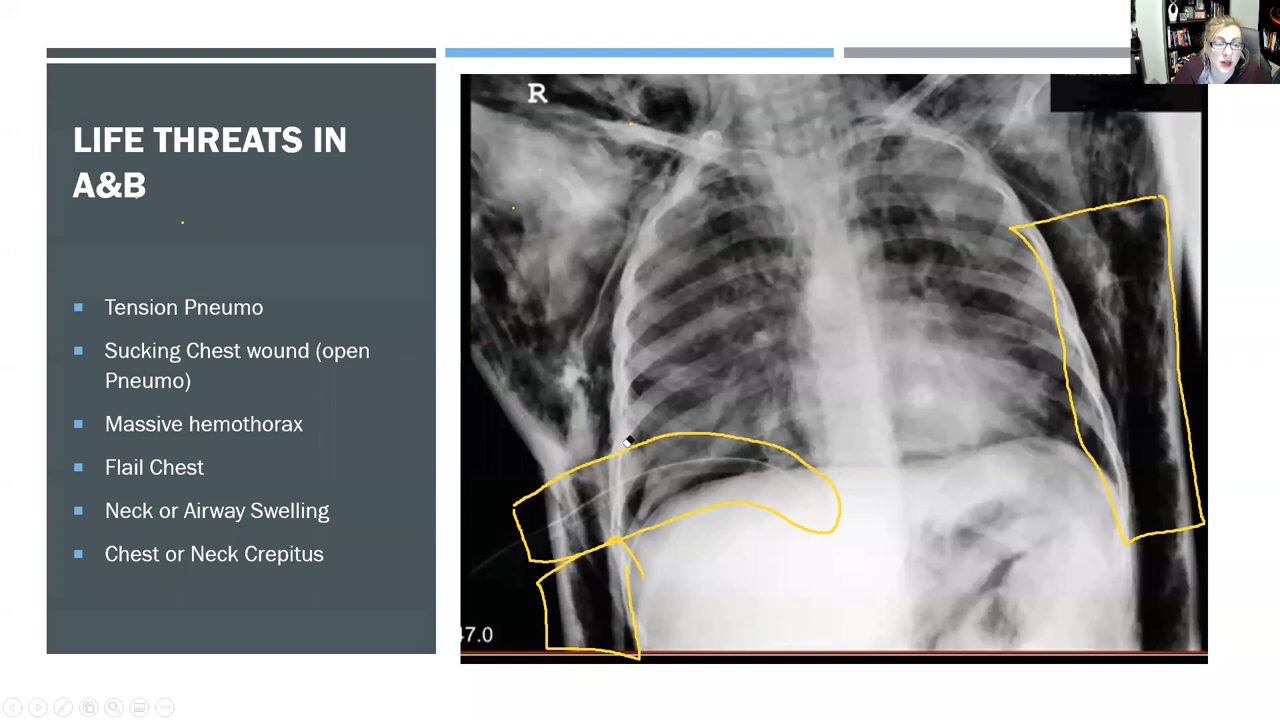 LIFE THREATS IN
A&B
Tension Pneumo
Sucking Chest wound (open
Pneumo)
Massive hemothorax
Flail Chest
Neck or Airway Swelling
Chest or Neck Crepitus
R
47.0